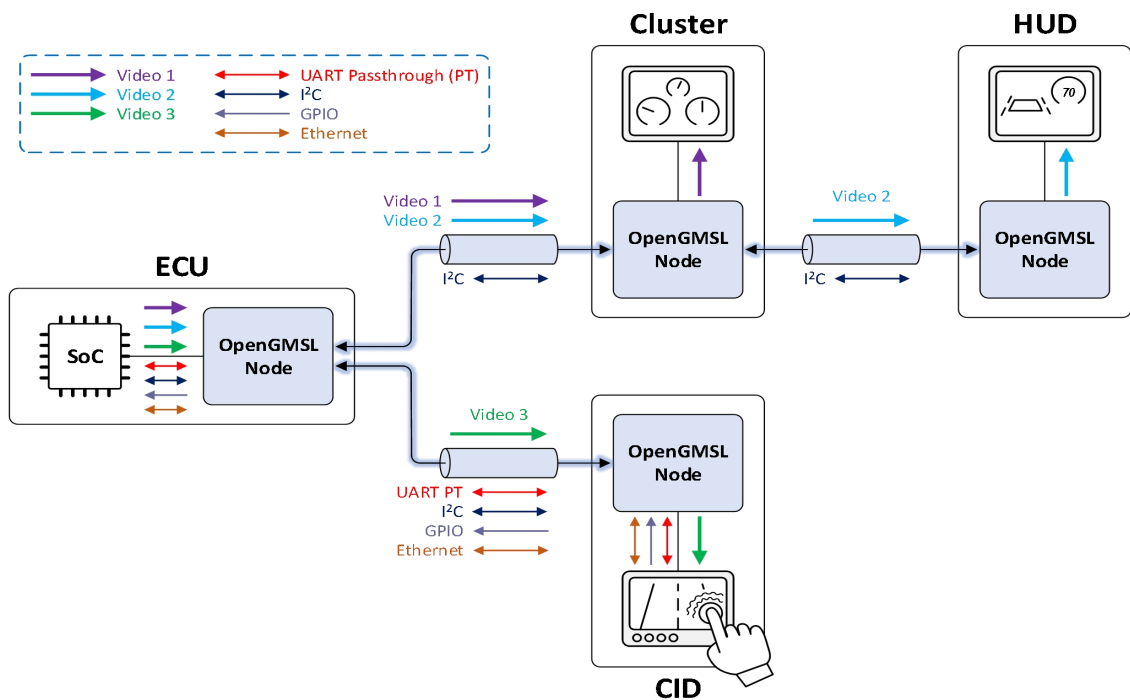 Cluster
HUD
Video 1
Video 2
Video 3
UART Passthrough (PT)
I²C
GPIO
Ethernet
70
Video 1
Video 2
I²C
OpenGMSL
Node
Video 2
I²C
OpenGMSL
Node
ECU
SoC
OpenGMSL
Node
Video 3
UART PT
I²C
GPIO
Ethernet
OpenGMSL
Node
CID